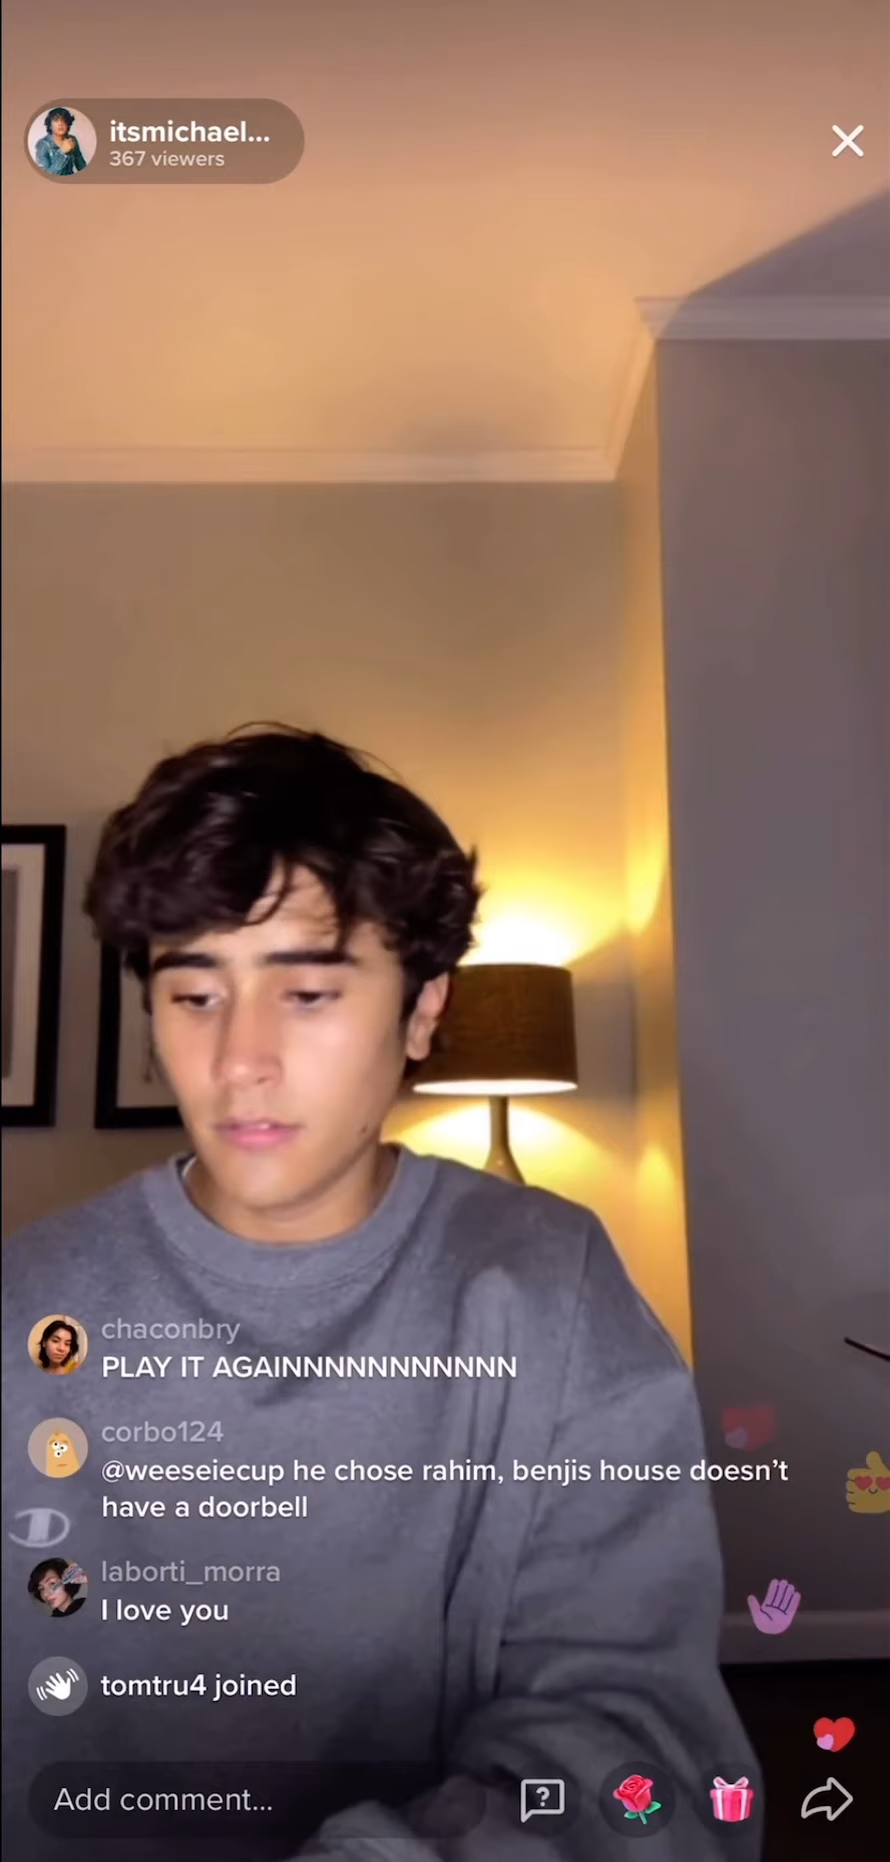 itsmichael...
367 viewers
chaconbry
PLAY IT AGAINNNNNNNNNNN
corbo124
@weeseiecup he chose rahim, benjis house doesn't
have a doorbell
laborti_morra
I love you
tomtru4 joined
Add comment...
?